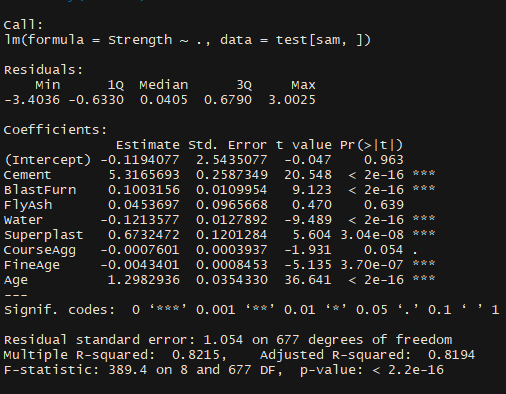 Call:
lm(formula = Strength ~ ., data = test[sam, ])
Residuals:
    Min      1Q  Median      3Q     Max
-3.4036 -0.6330  0.0405  0.6790  3.0025
Coefficients:
              Estimate Std. Error t value Pr(>|t|)
(Intercept) -0.1194077  2.5435077  -0.047    0.963
Cement       5.3165693  0.2587349  20.548  < 2e-16 ***
BlastFurn    0.1003156  0.0109954   9.123  < 2e-16 ***
FlyAsh       0.0453697  0.0965668   0.470    0.639
Water       -0.1213577  0.0127892  -9.489  < 2e-16 ***
Superplast   0.6732472  0.1201284   5.604 3.04e-08 ***
CourseAgg   -0.0007601  0.0003937  -1.931    0.054 .
FineAge     -0.0043401  0.0008453  -5.135 3.70e-07 ***
Age          1.2982936  0.0354330  36.641  < 2e-16 ***
---
Signif. codes:  0 ‘***’ 0.001 ‘**’ 0.01 ‘*’ 0.05 ‘.’ 0.1 ‘ ’ 1
Residual standard error: 1.054 on 677 degrees of freedom
Multiple R-squared:  0.8215,    Adjusted R-squared:  0.8194
F-statistic: 389.4 on 8 and 677 DF,  p-value: < 2.2e-16